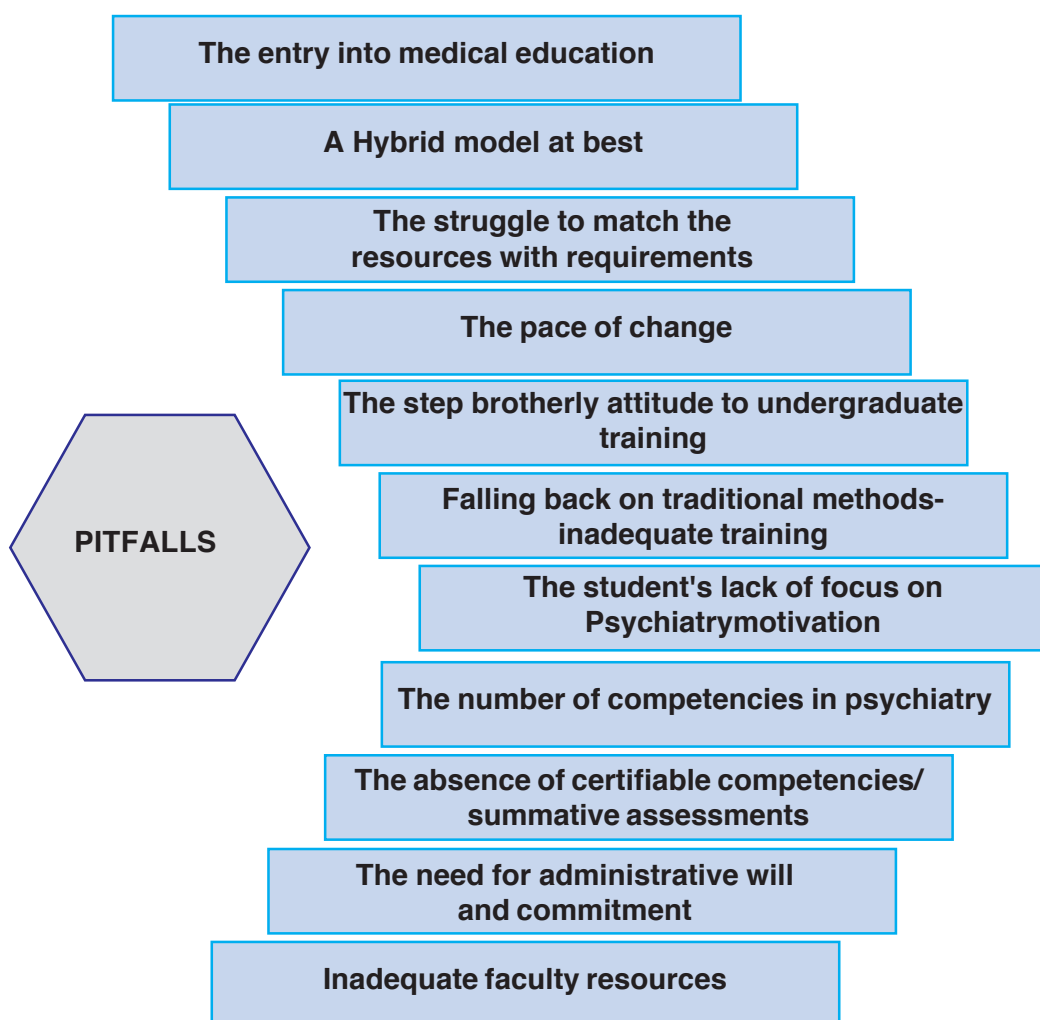 The entry into medical education
A Hybrid model at best
The struggle to match the
resources with requirements
The pace of change
The step brotherly attitude to undergraduate
training
Falling back on traditional methods-
inadequate training
PITFALLS
The student's lack of focus on
Psychiatrymotivation
The number of competencies in psychiatry
The absence of certifiable competencies/
summative assessments
The need for administrative will
and commitment
Inadequate faculty resources